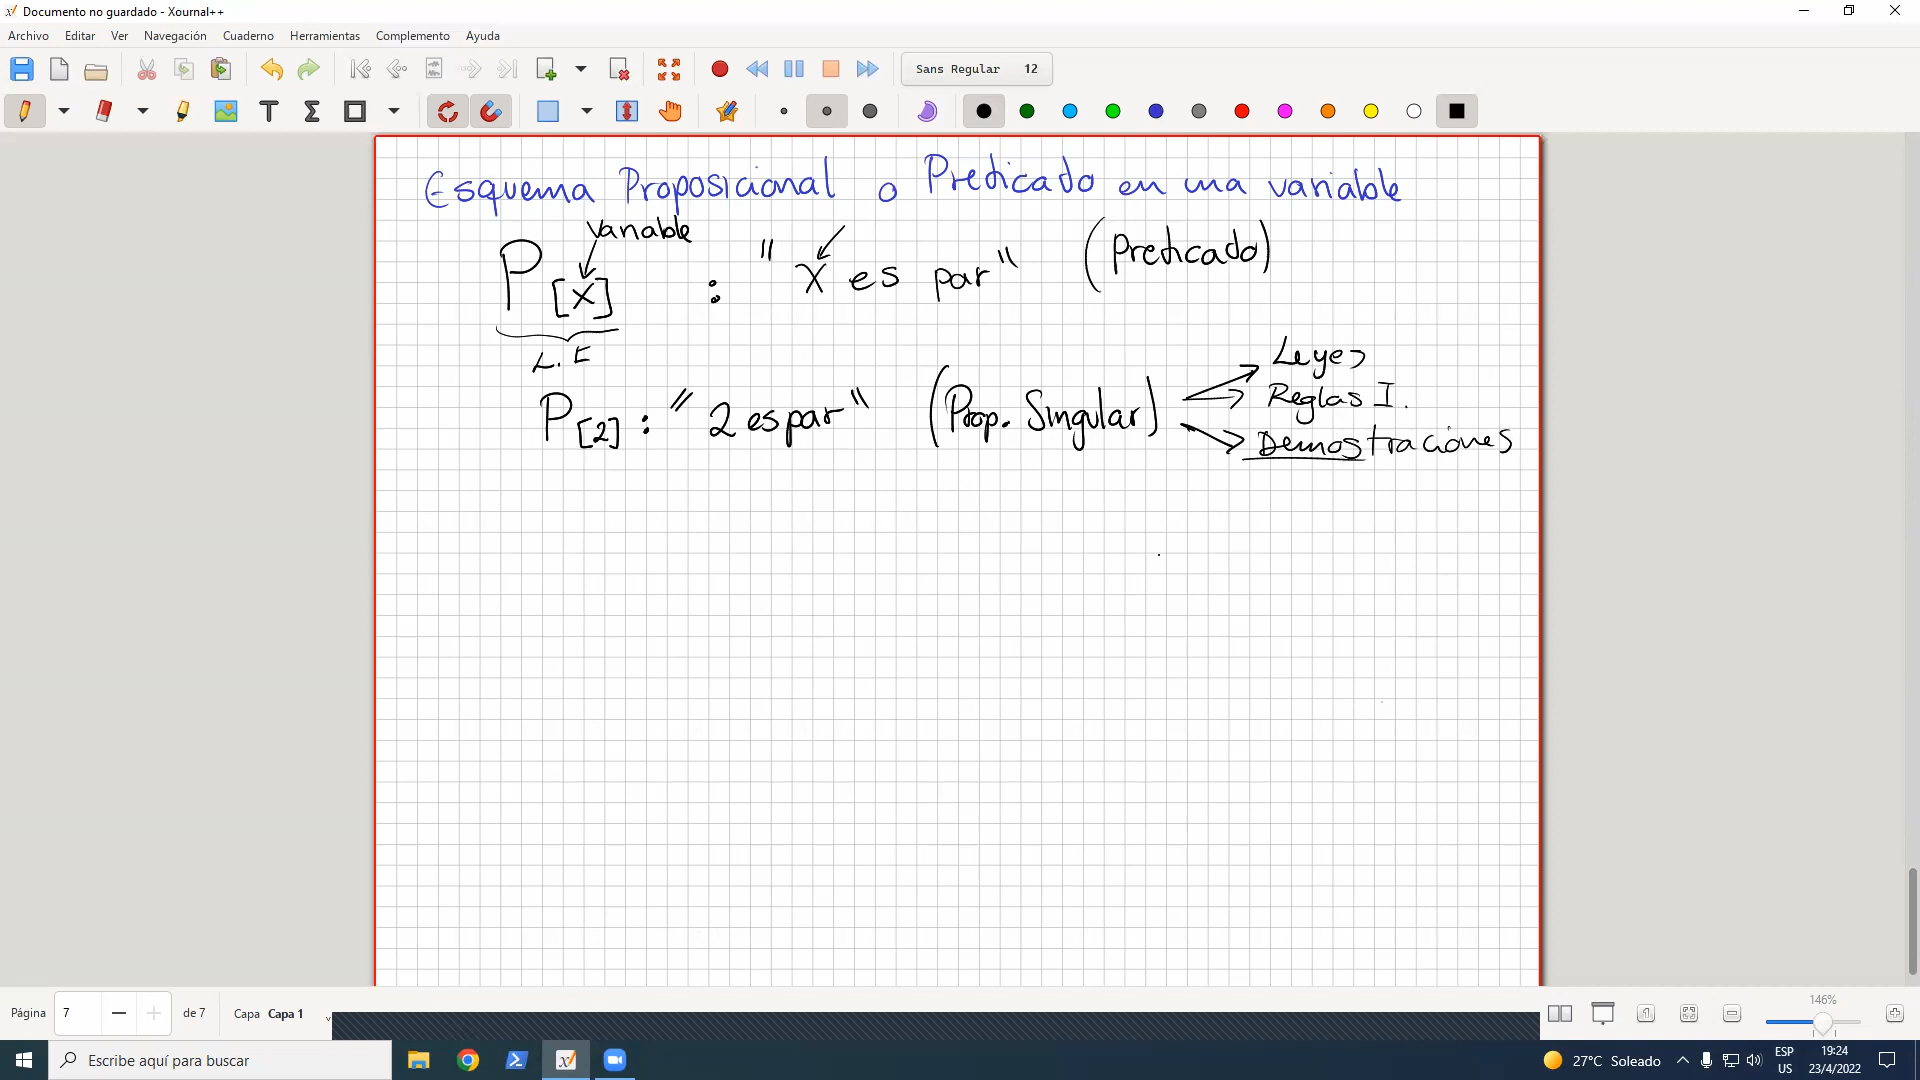 Documento no guardado - Xournal++
Archivo Editar Ver Navegación Cuaderno Herramientas Complemento Ayuda
Sans Regular 12
Esquema Proposicional o Predicado en una variable
variable
P[x] : "x es par" (Predicado)
L.E
P[2] : "2 es par" (Prop. Singular)
Leyes
Reglas I.
Demostraciones
Página 7 de 7 Capa Capa 1
146%
Escribe aquí para buscar
27°C Soleado
ESP
US
19:24
23/4/2022